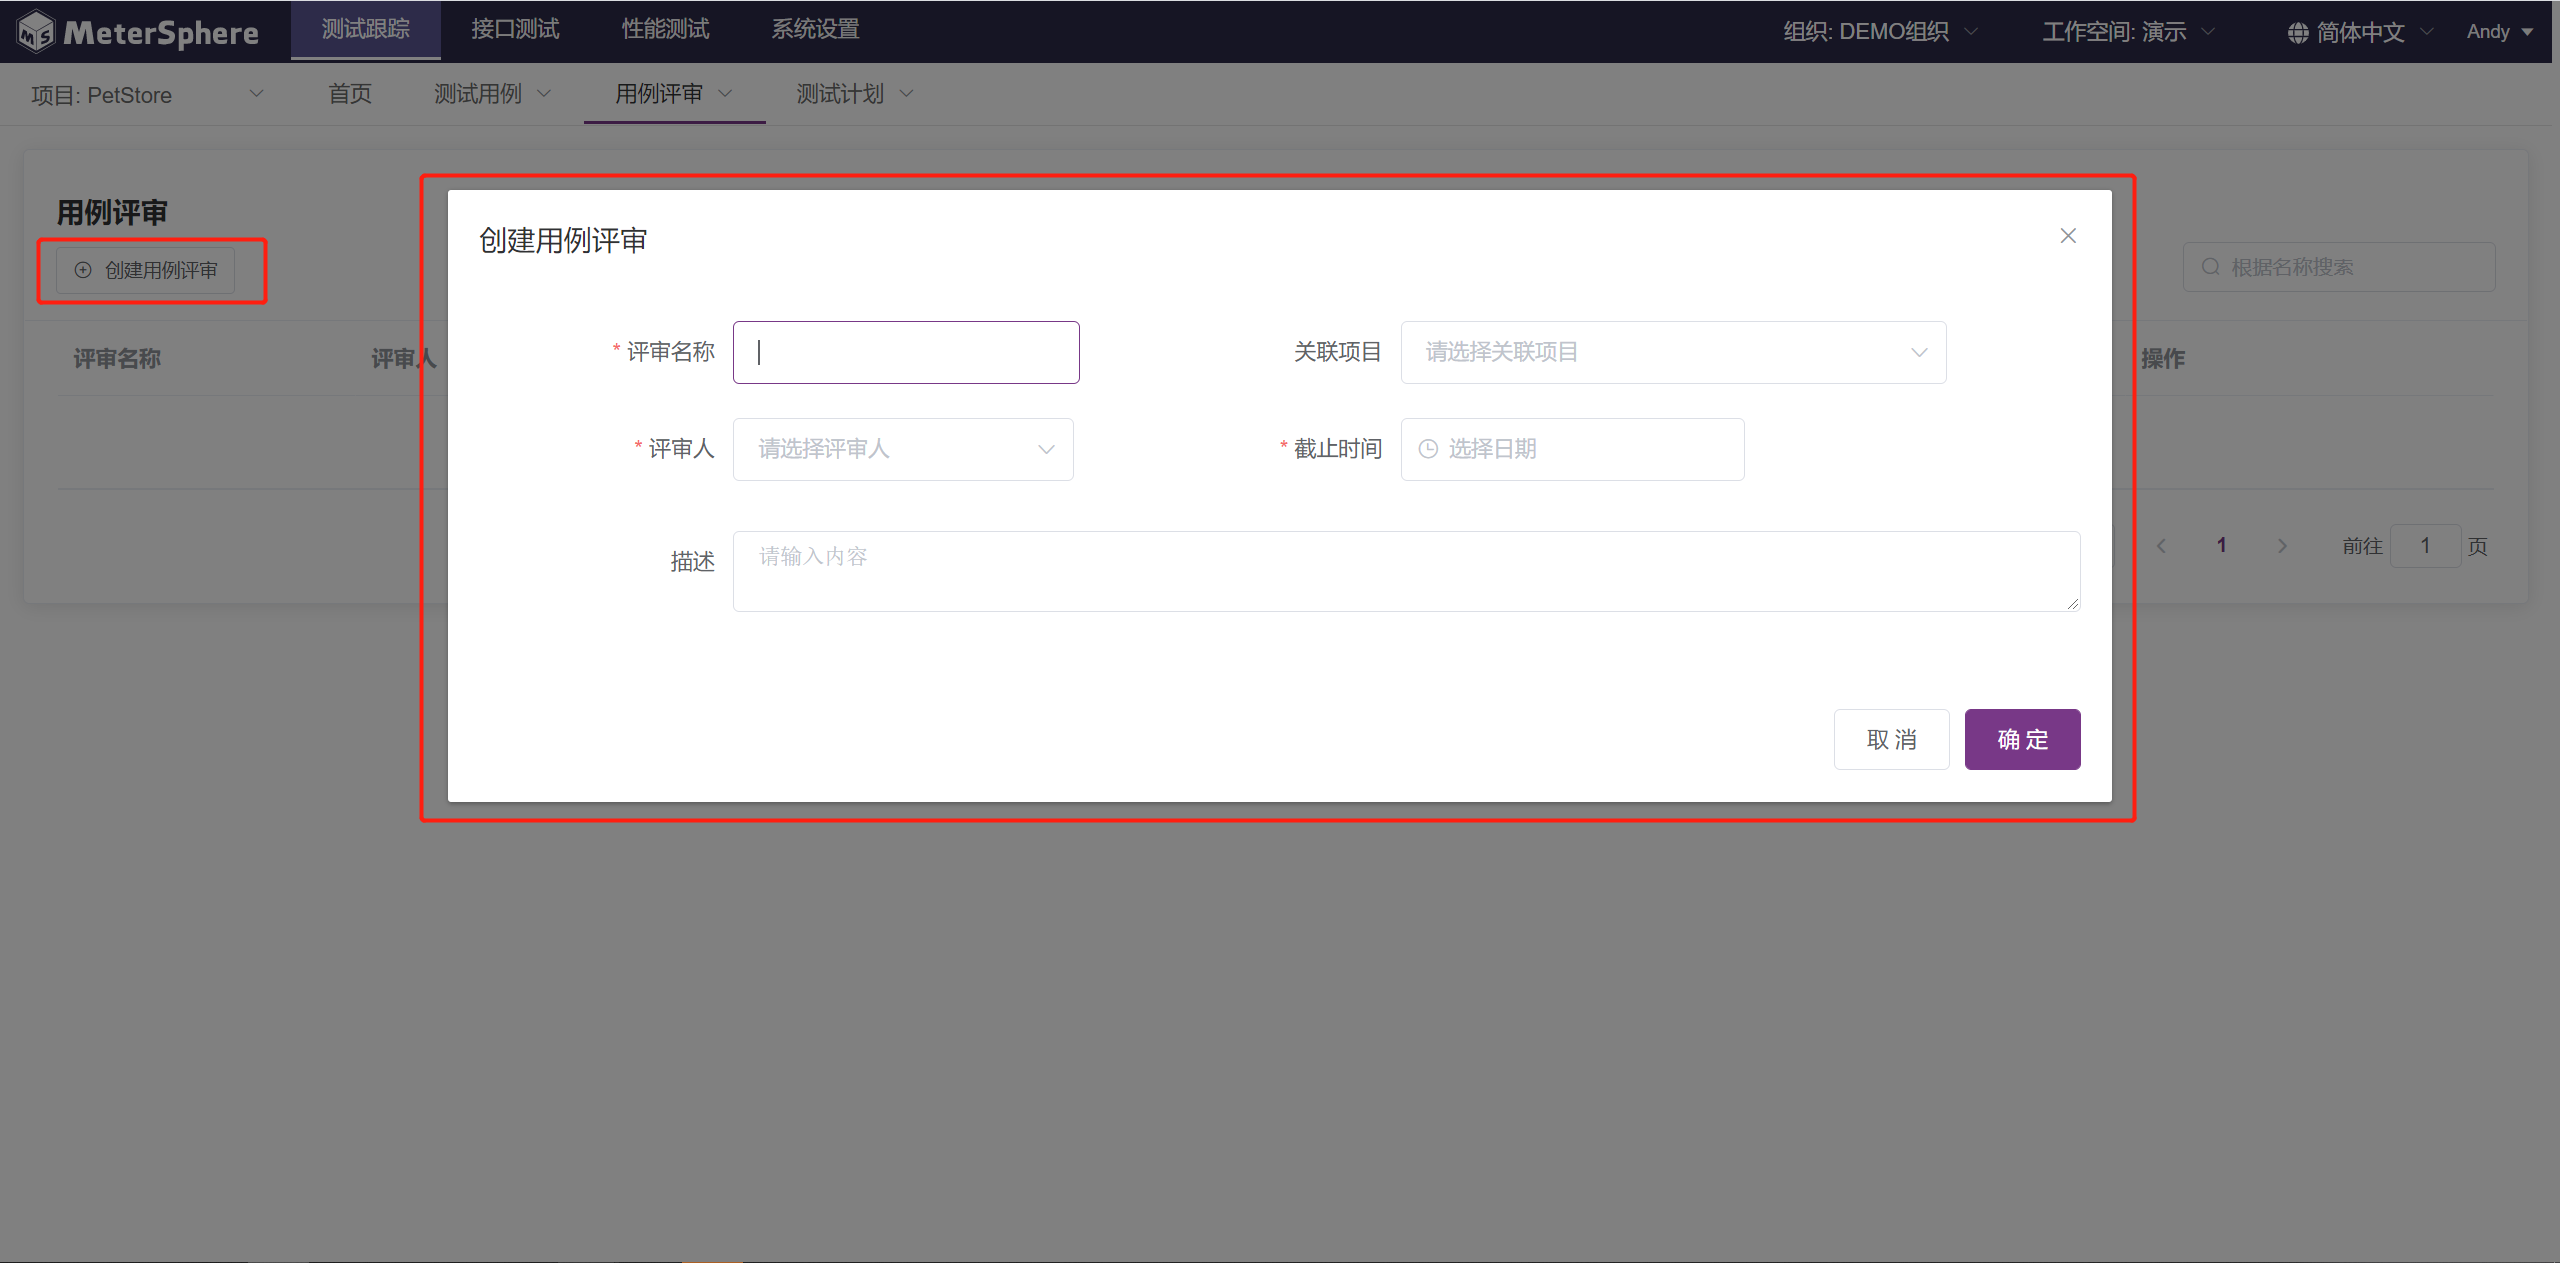 MeterSphere 测试跟踪 接口测试 性能测试 系统设置 组织: DEMO组织 工作空间: 演示 简体中文 Andy
项目: PetStore 首页 测试用例 用例评审 测试计划
用例评审
创建用例评审
根据名称搜索
评审名称 评审人 操作
1 前往 1 页
创建用例评审
* 评审名称 关联项目 请选择关联项目
* 评审人 请选择评审人 * 截止时间 选择日期
描述 请输入内容
取 消 确 定